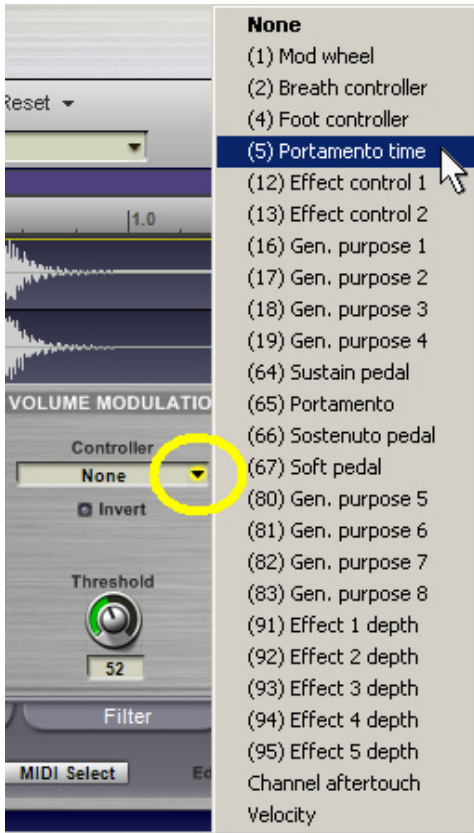 Reset
1.0
VOLUME MODULATIO
Controller
None
Invert
Threshold
52
Filter
MIDI Select
Ed
None
(1) Mod wheel
(2) Breath controller
(4) Foot controller
(5) Portamento time
(12) Effect control 1
(13) Effect control 2
(16) Gen. purpose 1
(17) Gen. purpose 2
(18) Gen. purpose 3
(19) Gen. purpose 4
(64) Sustain pedal
(65) Portamento
(66) Sostenuto pedal
(67) Soft pedal
(80) Gen. purpose 5
(81) Gen. purpose 6
(82) Gen. purpose 7
(83) Gen. purpose 8
(91) Effect 1 depth
(92) Effect 2 depth
(93) Effect 3 depth
(94) Effect 4 depth
(95) Effect 5 depth
Channel aftertouch
Velocity